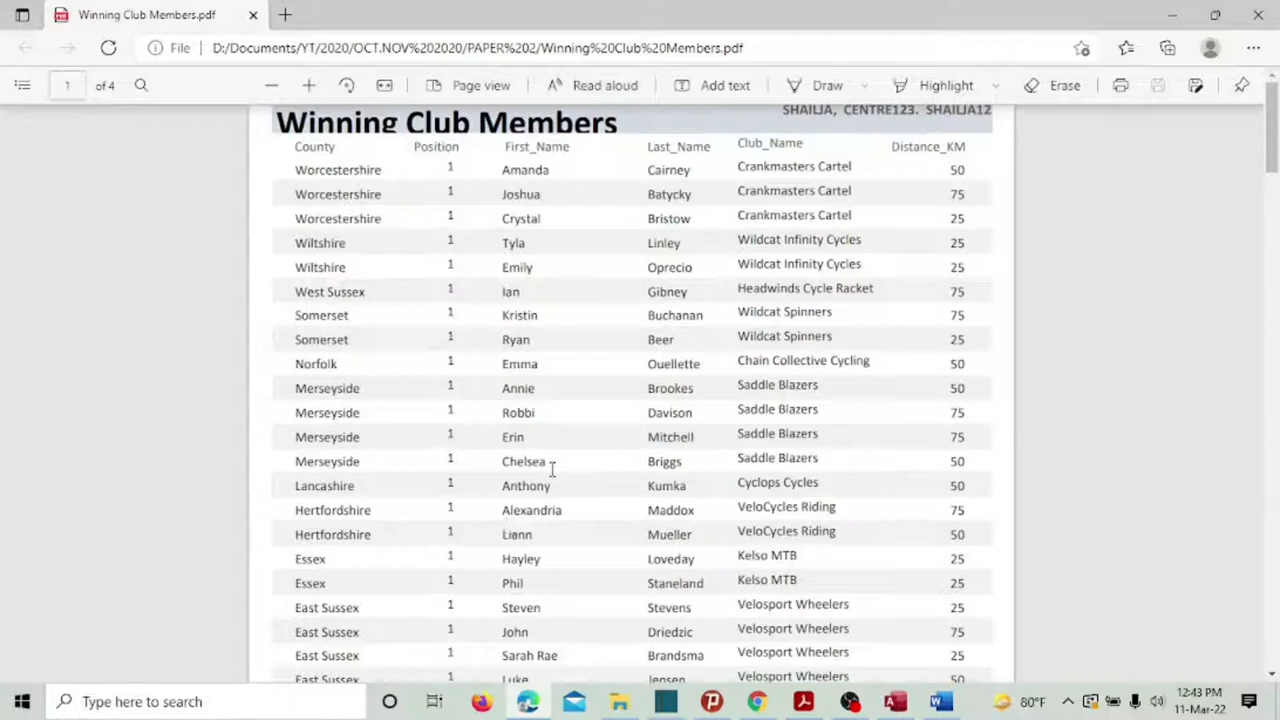 Winning Club Members.pdf
File D:/Documents/YT/2020/OCT.NOV%202020/PAPER%202/Winning%20Club%20Members.pdf
1 of 4 Page view Read aloud Add text Draw Highlight Erase
SHAILJA, CENTRE123. SHAILJA12
Winning Club Members
County Position First_Name Last_Name Club_Name Distance_KM
Worcestershire 1 Amanda Cairney Crankmasters Cartel 50
Worcestershire 1 Joshua Batycky Crankmasters Cartel 75
Worcestershire 1 Crystal Bristow Crankmasters Cartel 25
Wiltshire 1 Tyla Linley Wildcat Infinity Cycles 25
Wiltshire 1 Emily Oprecio Wildcat Infinity Cycles 25
West Sussex 1 Ian Gibney Headwinds Cycle Racket 75
Somerset 1 Kristin Buchanan Wildcat Spinners 75
Somerset 1 Ryan Beer Wildcat Spinners 25
Norfolk 1 Emma Ouellette Chain Collective Cycling 50
Merseyside 1 Annie Brookes Saddle Blazers 50
Merseyside 1 Robbi Davison Saddle Blazers 75
Merseyside 1 Erin Mitchell Saddle Blazers 75
Merseyside 1 Chelsea Briggs Saddle Blazers 50
Lancashire 1 Anthony Kumka Cyclops Cycles 50
Hertfordshire 1 Alexandria Maddox VeloCycles Riding 75
Hertfordshire 1 Liann Mueller VeloCycles Riding 50
Essex 1 Hayley Loveday Kelso MTB 25
Essex 1 Phil Staneland Kelso MTB 25
East Sussex 1 Steven Stevens Velosport Wheelers 25
East Sussex 1 John Driedzic Velosport Wheelers 75
East Sussex 1 Sarah Rae Brandsma Velosport Wheelers 25
East Sussex 1 Luke Jensen Velosport Wheelers 50
Type here to search 80°F 12:43 PM
11-Mar-22